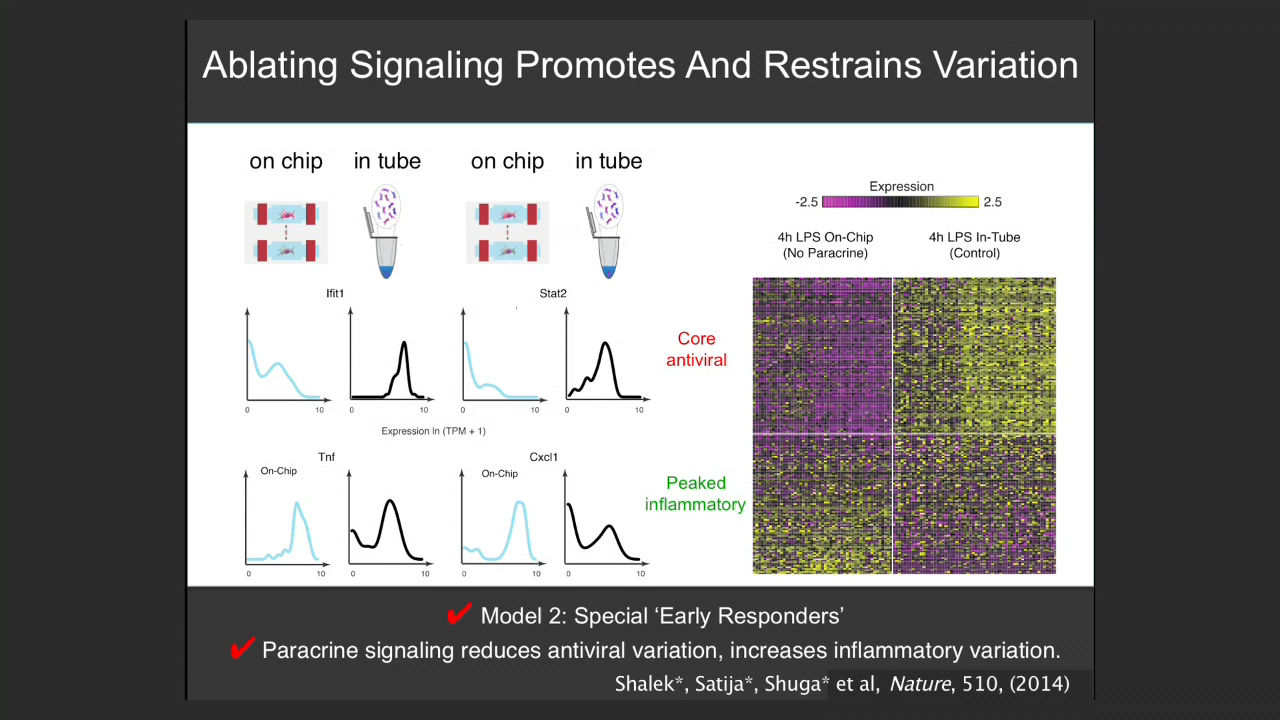 Ablating Signaling Promotes And Restrains Variation
on chip in tube on chip in tube
Expression
-2.5 2.5
4h LPS On-Chip 4h LPS In-Tube
(No Paracrine) (Control)
Ifit1 Stat2
Core
antiviral
0 10 0 10 0 10 0 10
Expression ln (TPM + 1)
Tnf Cxcl1
On-Chip On-Chip
Peaked
inflammatory
0 10 0 10 0 10 0 10
✔ Model 2: Special ‘Early Responders’
✔ Paracrine signaling reduces antiviral variation, increases inflammatory variation.
Shalek*, Satija*, Shuga* et al, Nature, 510, (2014)